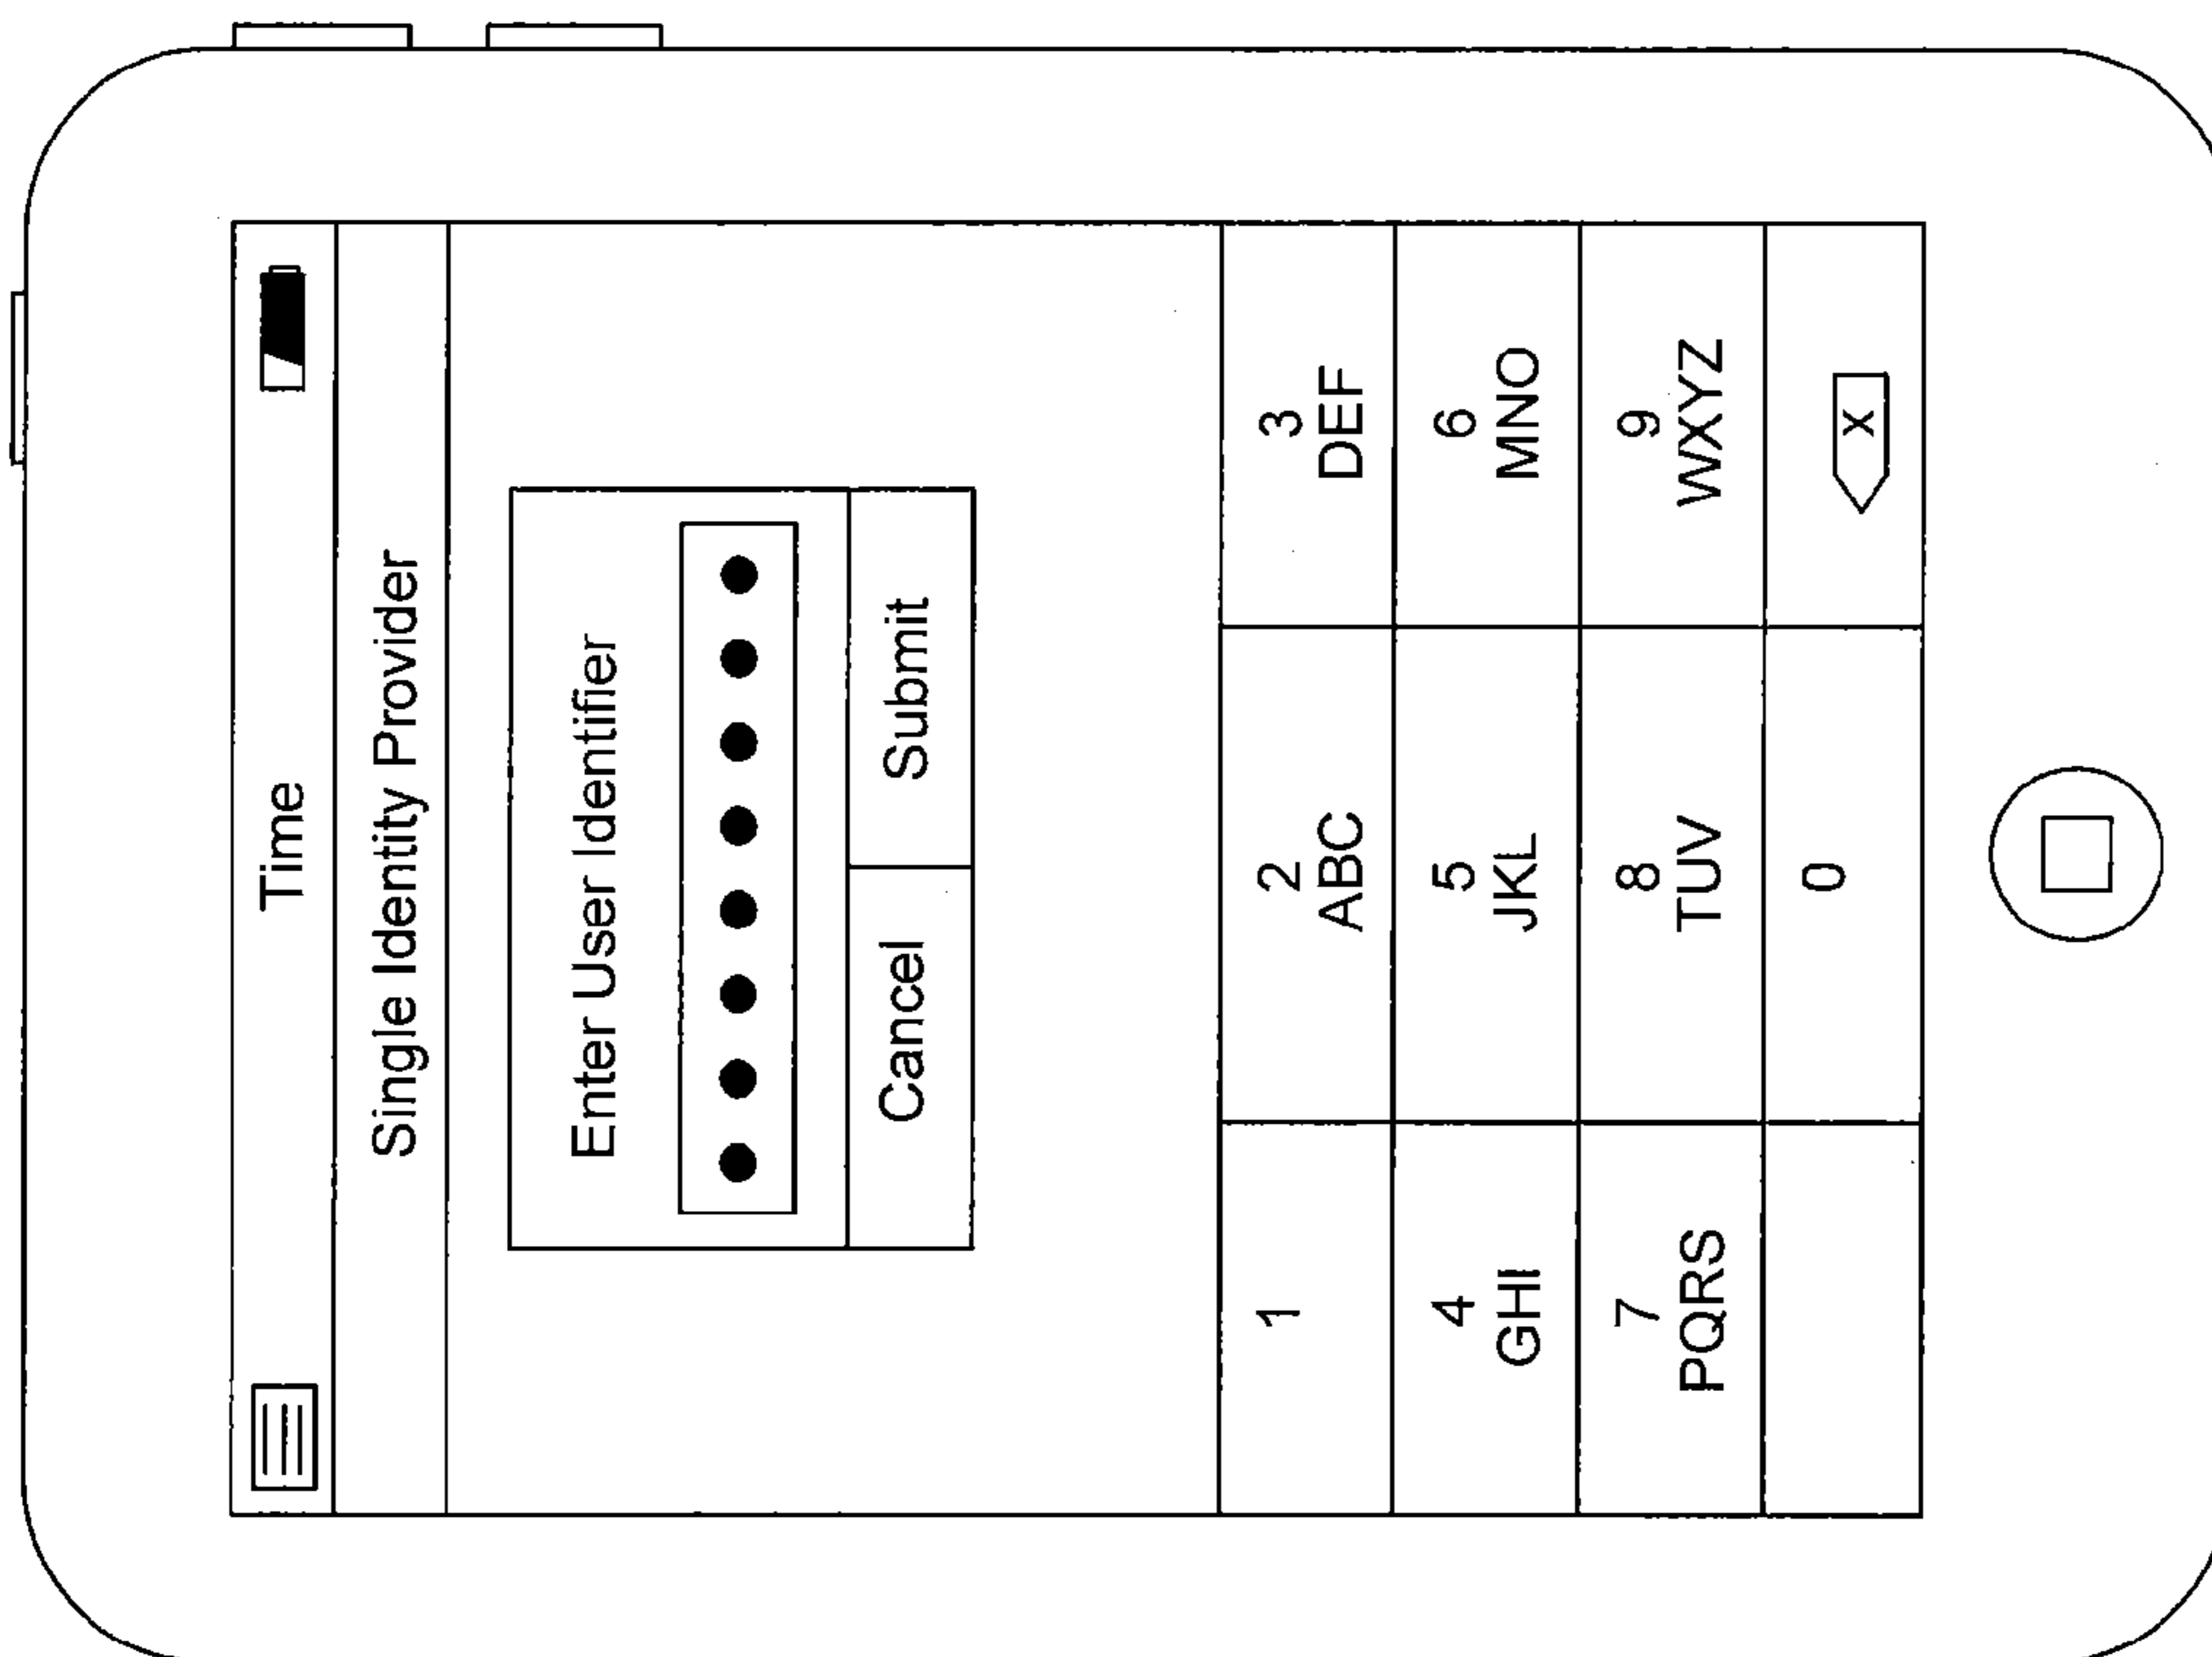 Time
Single Identity Provider
Enter User Identifier
Cancel Submit
1 2 3
ABC DEF
4 5 6
GHI JKL MNO
7 8 9
PQRS TUV WXYZ
0 X